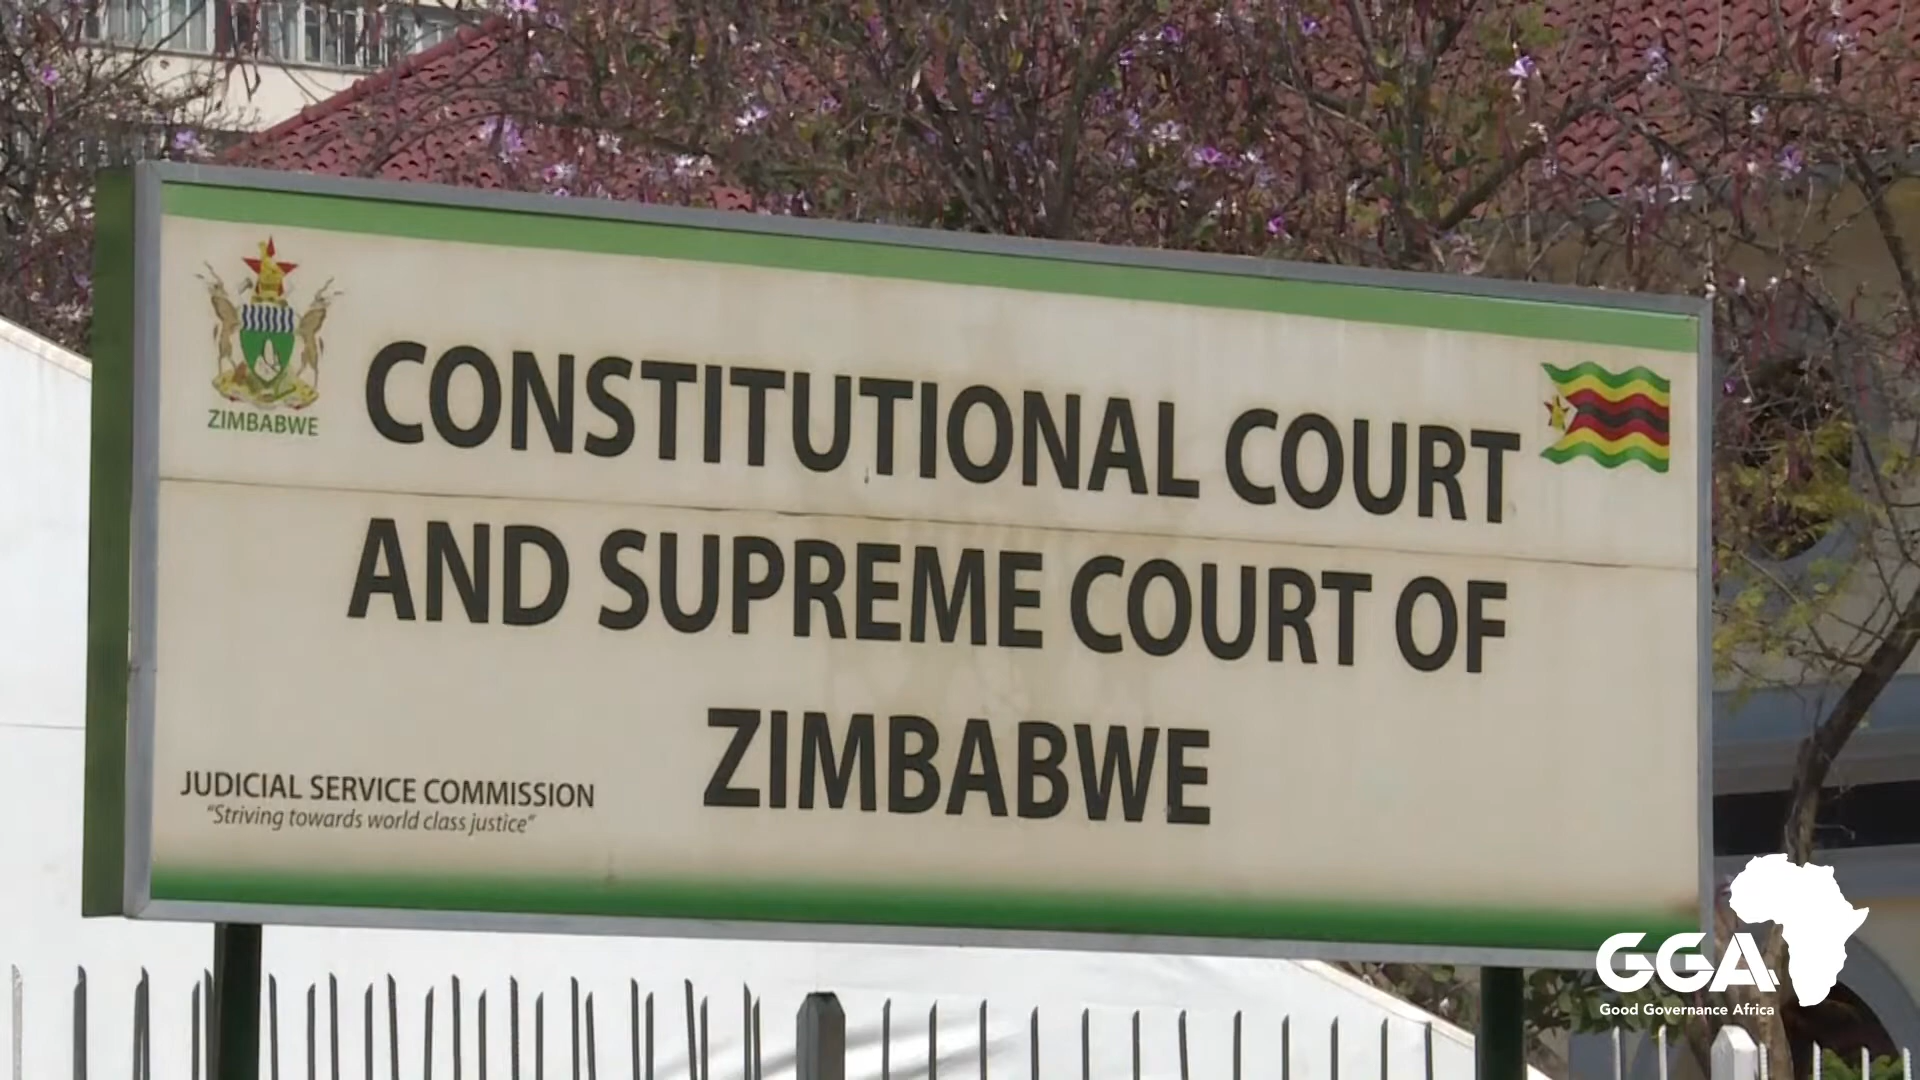 ZIMBABWE
CONSTITUTIONAL COURT
AND SUPREME COURT OF
ZIMBABWE
JUDICIAL SERVICE COMMISSION
“Striving towards world class justice”
GGA
Good Governance Africa